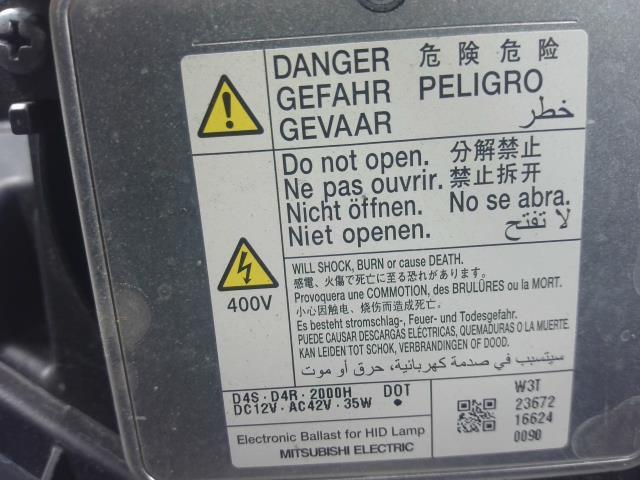 DANGER 危険 危险
GEFAHR PELIGRO
GEVAAR خطر
Do not open. 分解禁止
Ne pas ouvrir. 禁止拆开
Nicht öffnen. No se abra.
Niet openen. لا تفتح
400V
WILL SHOCK, BURN or cause DEATH.
感電、火傷で死亡に至る恐れがあります。
Provoquera une COMMOTION, des BRULÛRES ou la MORT.
小心因触电、烧伤而造成死亡。
Es besteht stromschlag-, Feuer- und Todesgefahr.
PUEDE CAUSAR DESCARGAS ELÉCTRICAS, QUEMADURAS O LA MUERTE.
KAN LEIDEN TOT SCHOK, VERBRANDINGEN OF DOOD.
سيتسبب في صدمة كهربائية، حرق أو موت
D4S・D4R・2000H DOT
DC12V・AC42V・35W ●
Electronic Ballast for HID Lamp
MITSUBISHI ELECTRIC
W3T
23672
16624
0090